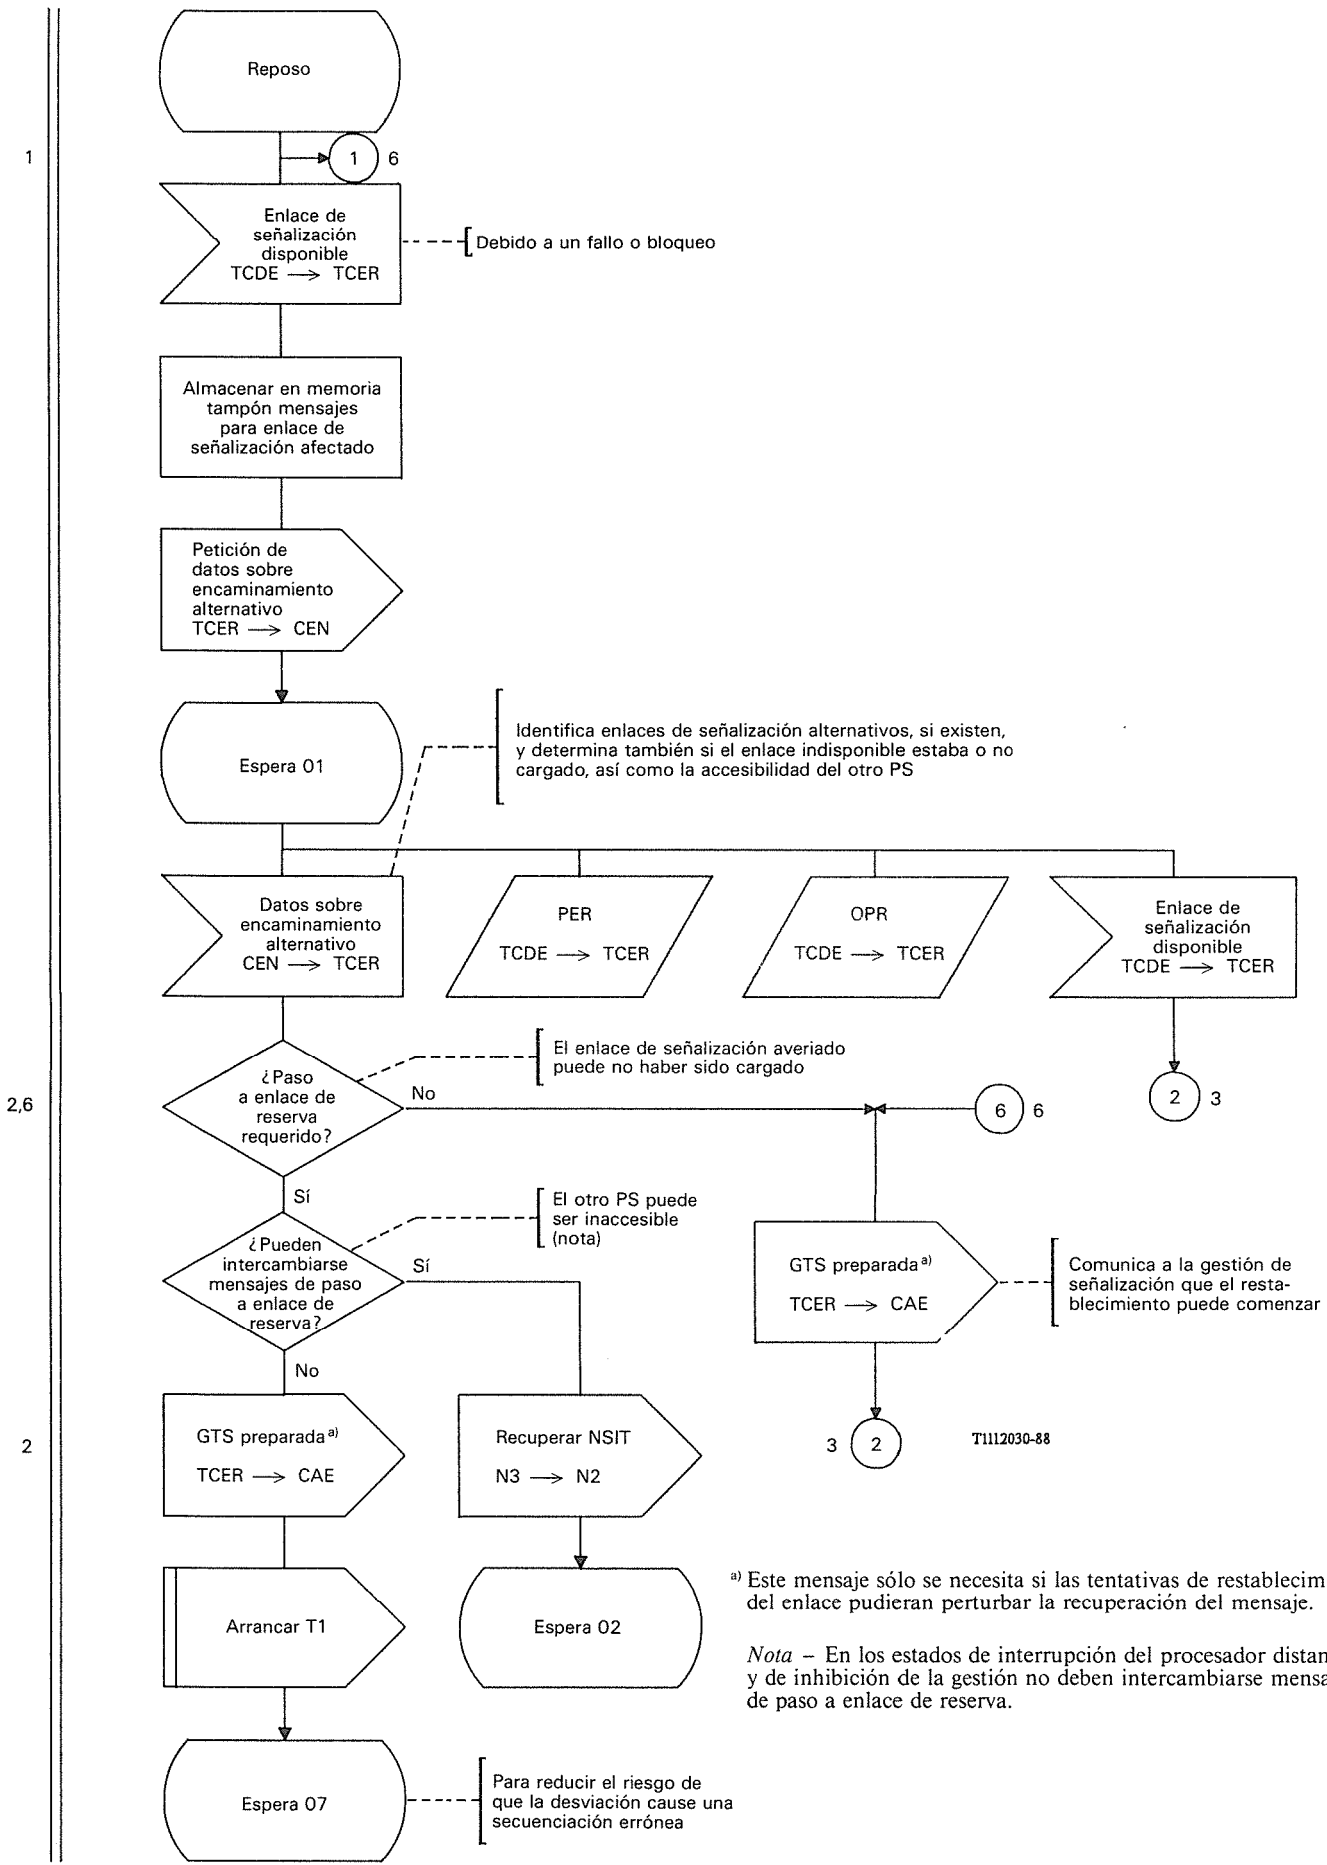 Reposo
1
1
6
Enlace de
señalización
disponible
TCDE → TCER
Debido a un fallo o bloqueo
Almacenar en memoria
tampón mensajes
para enlace de
señalización afectado
Petición de
datos sobre
encaminamiento
alternativo
TCER → CEN
Identifica enlaces de señalización alternativos, si existen,
y determina también si el enlace indisponible estaba o no
cargado, así como la accesibilidad del otro PS
Espera 01
Datos sobre
encaminamiento
alternativo
CEN → TCER
PER
TCDE → TCER
OPR
TCDE → TCER
Enlace de
señalización
disponible
TCDE → TCER
El enlace de señalización averiado
puede no haber sido cargado
2,6
¿Paso
a enlace de
reserva
requerido?
No
6
6
2
3
Sí
El otro PS puede
ser inaccesible
(nota)
¿Pueden
intercambiarse
mensajes de paso
a enlace de
reserva?
Sí
No
GTS preparada a)
TCER → CAE
Comunica a la gestión de
señalización que el resta-
blecimiento puede comenzar
2
GTS preparada a)
TCER → CAE
Recuperar NSIT
N3 → N2
3
2
T1112030-88
Arrancar T1
Espera 02
a) Este mensaje sólo se necesita si las tentativas de restablecim
del enlace pudieran perturbar la recuperación del mensaje.
Nota – En los estados de interrupción del procesador distan
y de inhibición de la gestión no deben intercambiarse mensa
de paso a enlace de reserva.
Espera 07
Para reducir el riesgo de
que la desviación cause una
secuenciación errónea